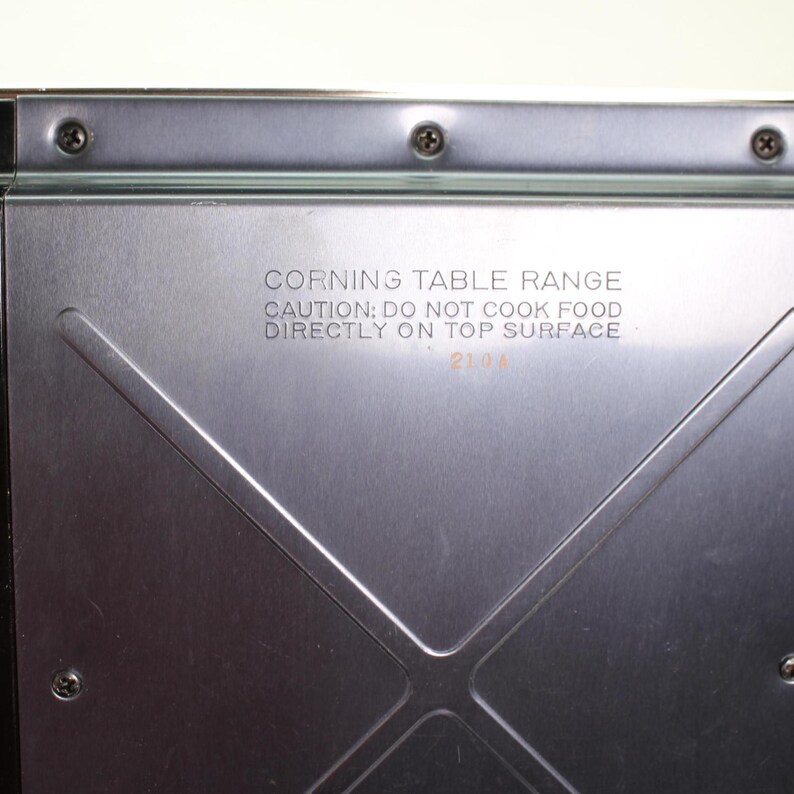 CORNING TABLE RANGE
CAUTION: DO NOT COOK FOOD
DIRECTLY ON TOP SURFACE
210A